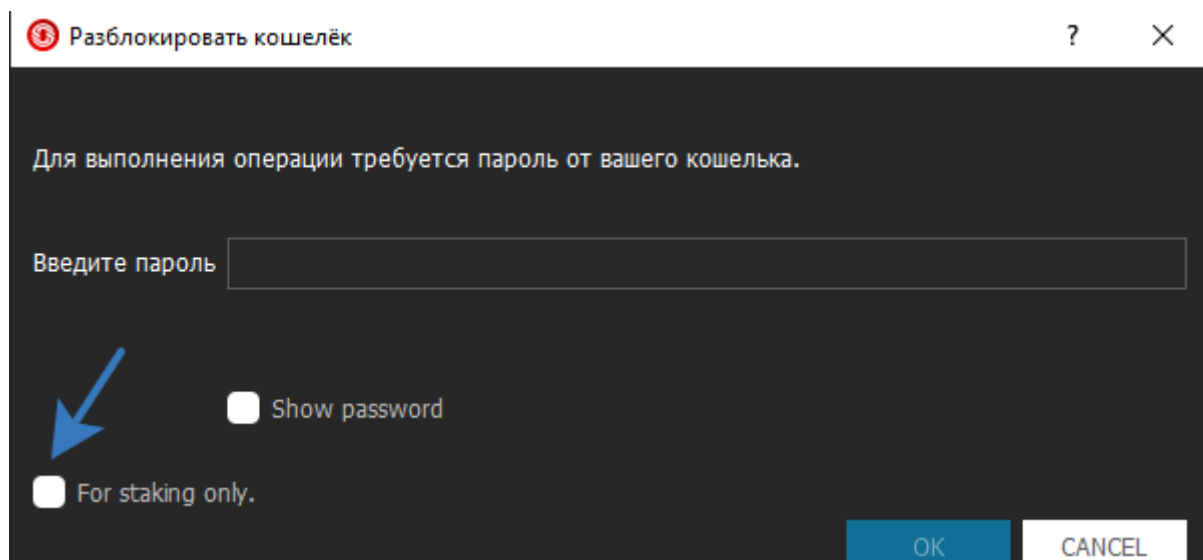 Разблокировать кошелёк ?
Для выполнения операции требуется пароль от вашего кошелька.
Введите пароль
Show password
For staking only.
OK CANCEL